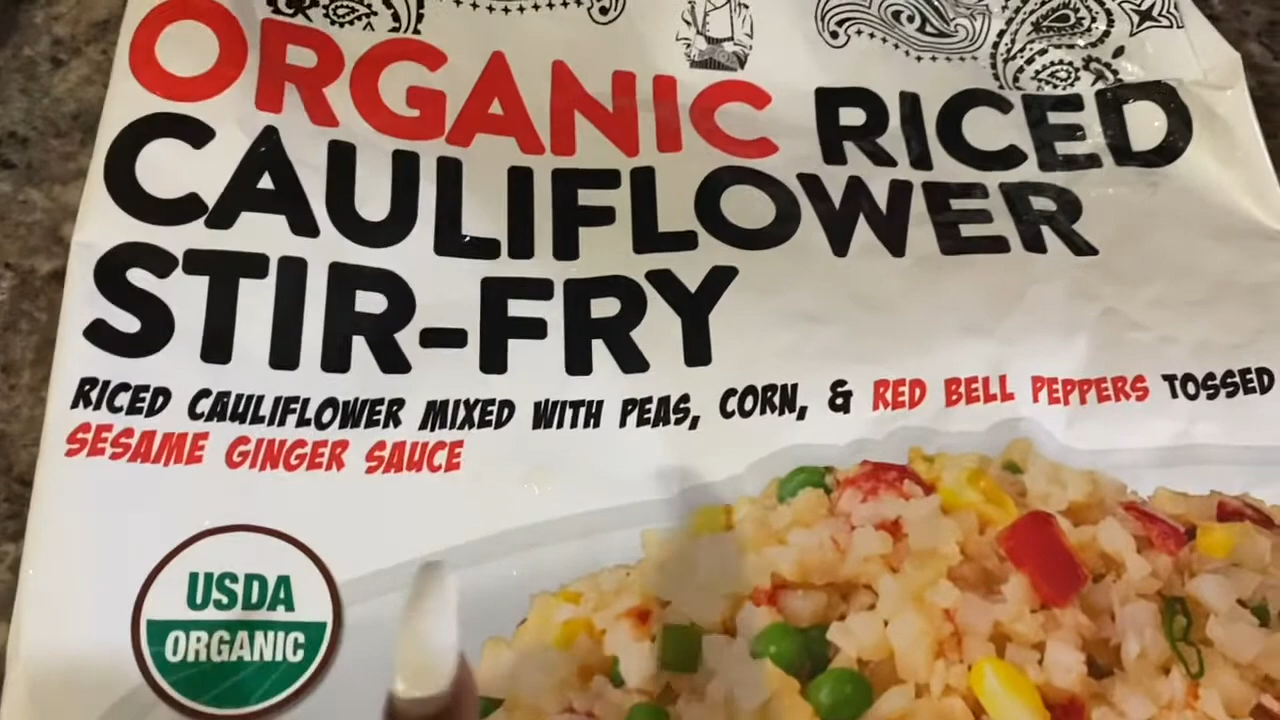 ORGANIC RICED
CAULIFLOWER
STIR-FRY
RICED CAULIFLOWER MIXED WITH PEAS, CORN, & RED BELL PEPPERS TOSSED
SESAME GINGER SAUCE
USDA
ORGANIC